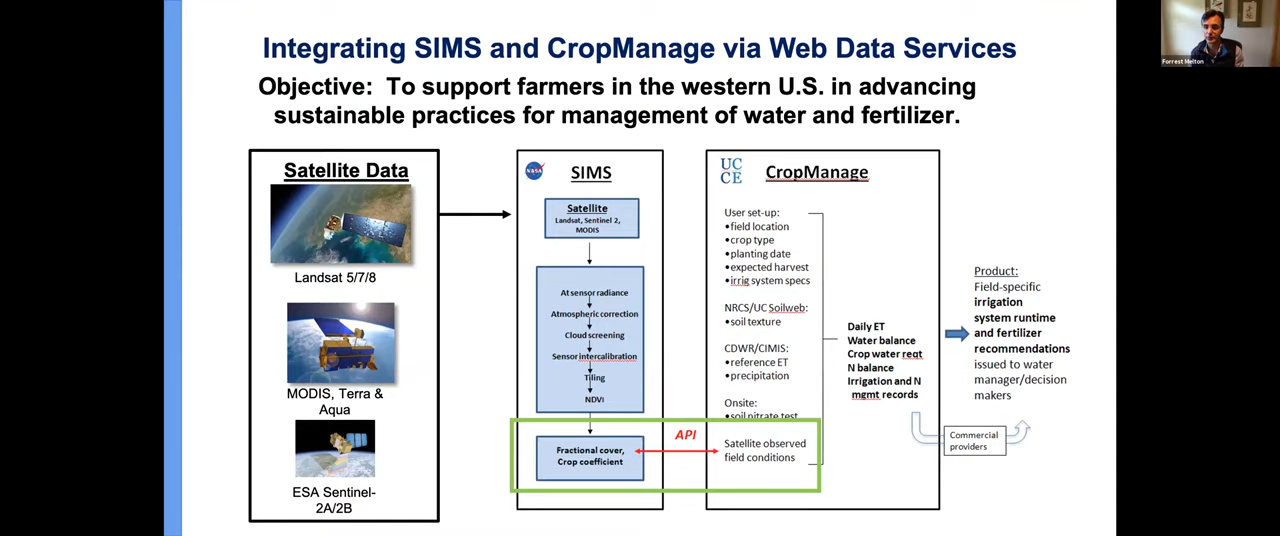 Integrating SIMS and CropManage via Web Data Services
Objective: To support farmers in the western U.S. in advancing
sustainable practices for management of water and fertilizer.
Forrest Melton
Satellite Data
Landsat 5/7/8
MODIS, Terra &
Aqua
ESA Sentinel-
2A/2B
NASA
SIMS
Satellite
Landsat, Sentinel 2,
MODIS
At sensor radiance
Atmospheric correction
Cloud screening
Sensor intercalibration
Tiling
NDVI
Fractional cover,
Crop coefficient
API
UC
CE
CropManage
User set-up:
•field location
•crop type
•planting date
•expected harvest
•irrig system specs
NRCS/UC Soilweb:
•soil texture
CDWR/CIMIS:
•reference ET
•precipitation
Onsite:
•soil nitrate test
Satellite observed
field conditions
Daily ET
Water balance
Crop water reqt
N balance
Irrigation and N
mgmt records
Product:
Field-specific
irrigation
system runtime
and fertilizer
recommendations
issued to water
manager/decision
makers
Commercial
providers